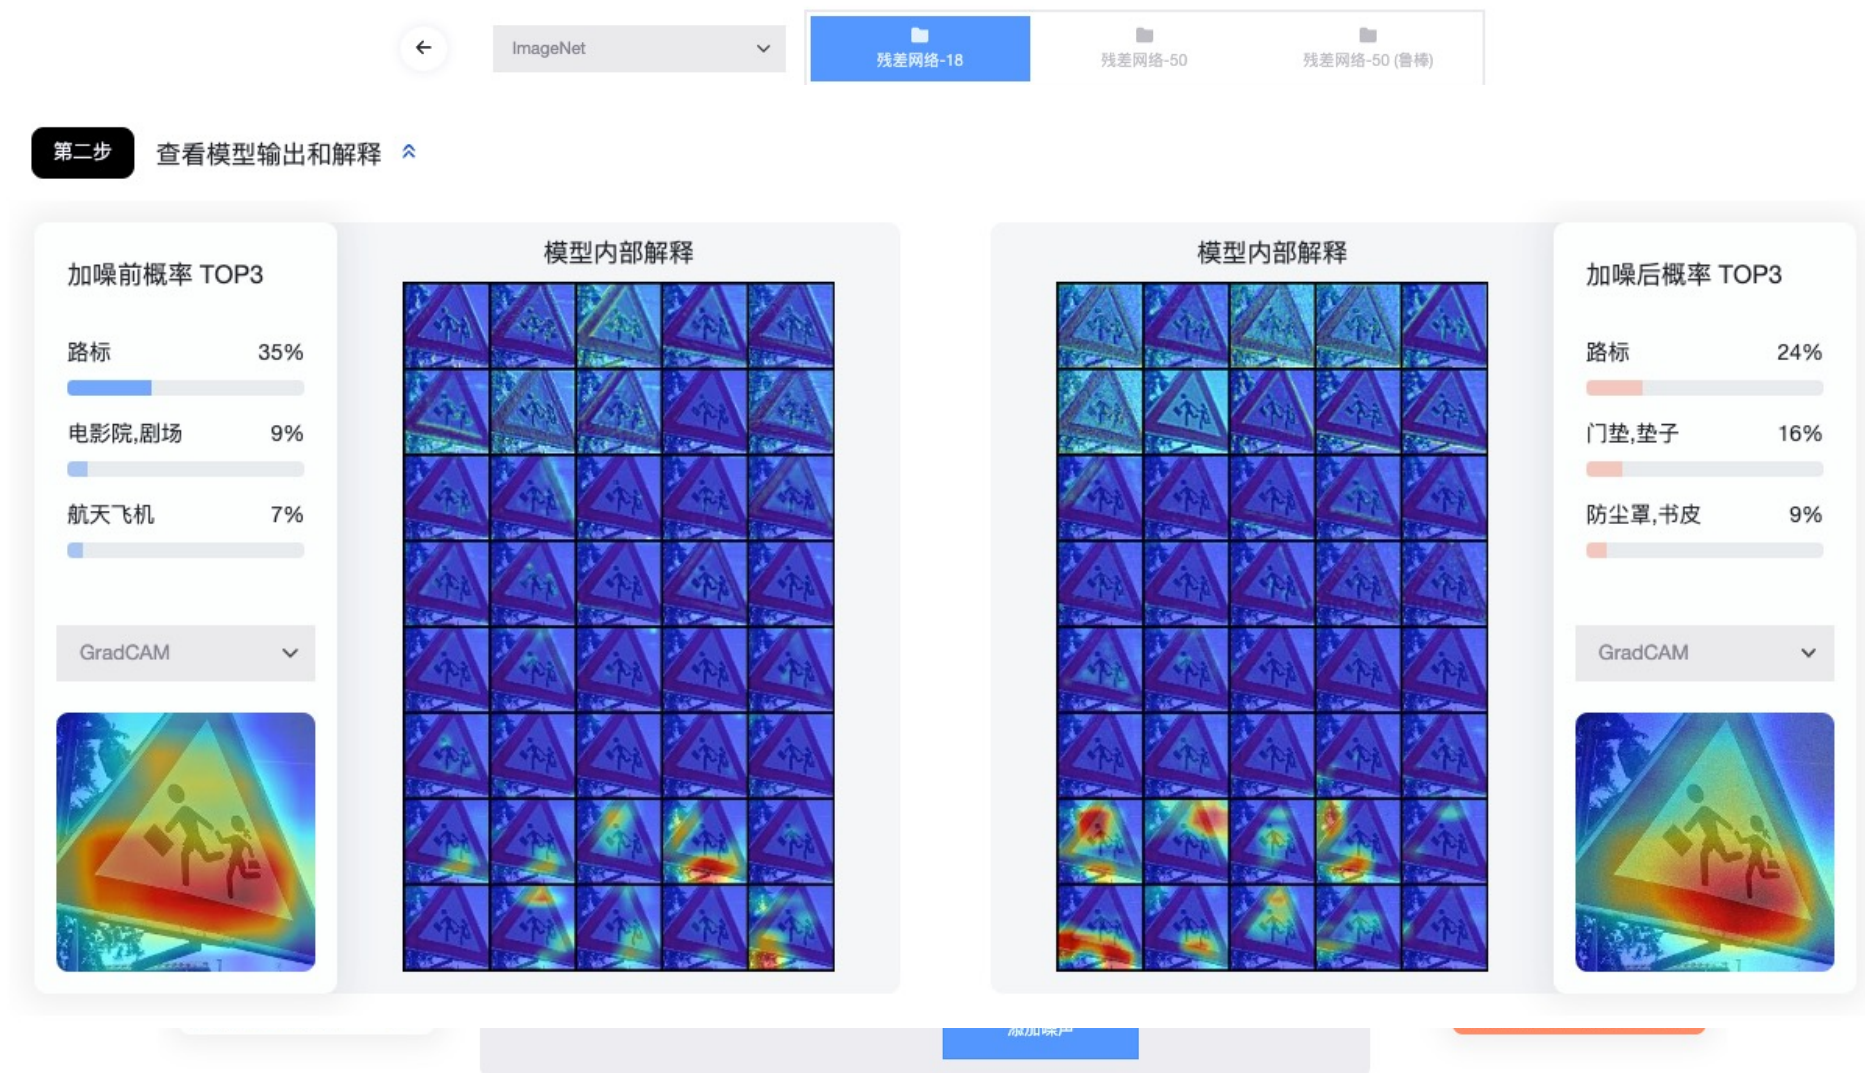 ImageNet
残差网络-18
残差网络-50
残差网络-50 (鲁棒)
第二步
查看模型输出和解释
加噪前概率 TOP3
路标 35%
电影院,剧场 9%
航天飞机 7%
GradCAM
模型内部解释
模型内部解释
加噪后概率 TOP3
路标 24%
门垫,垫子 16%
防尘罩,书皮 9%
GradCAM
添加噪声